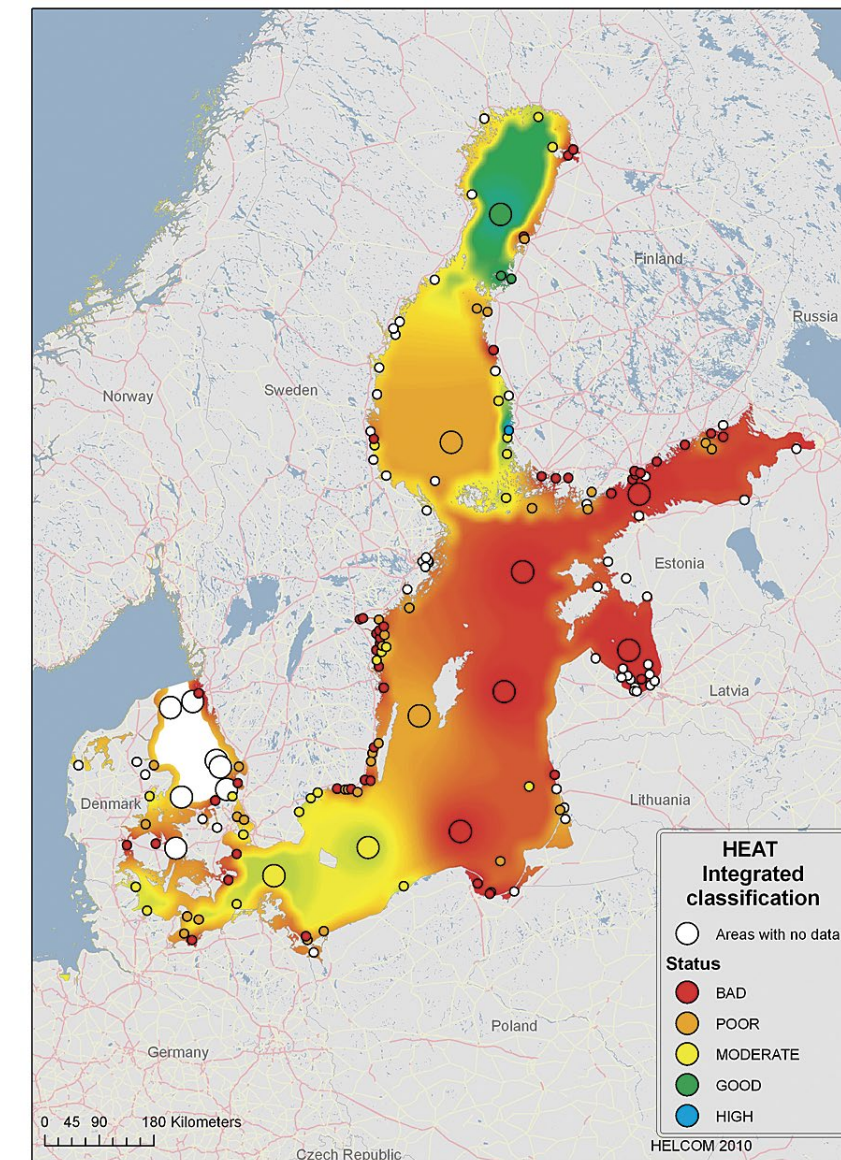 Finland
Russia
Norway
Sweden
Estonia
Latvia
Denmark
Lithuania
HEAT
Integrated
classification
Areas with no data
Status
BAD
POOR
MODERATE
GOOD
HIGH
Poland
Germany
0 45 90 180 Kilometers
Czech Republic
HELCOM 2010